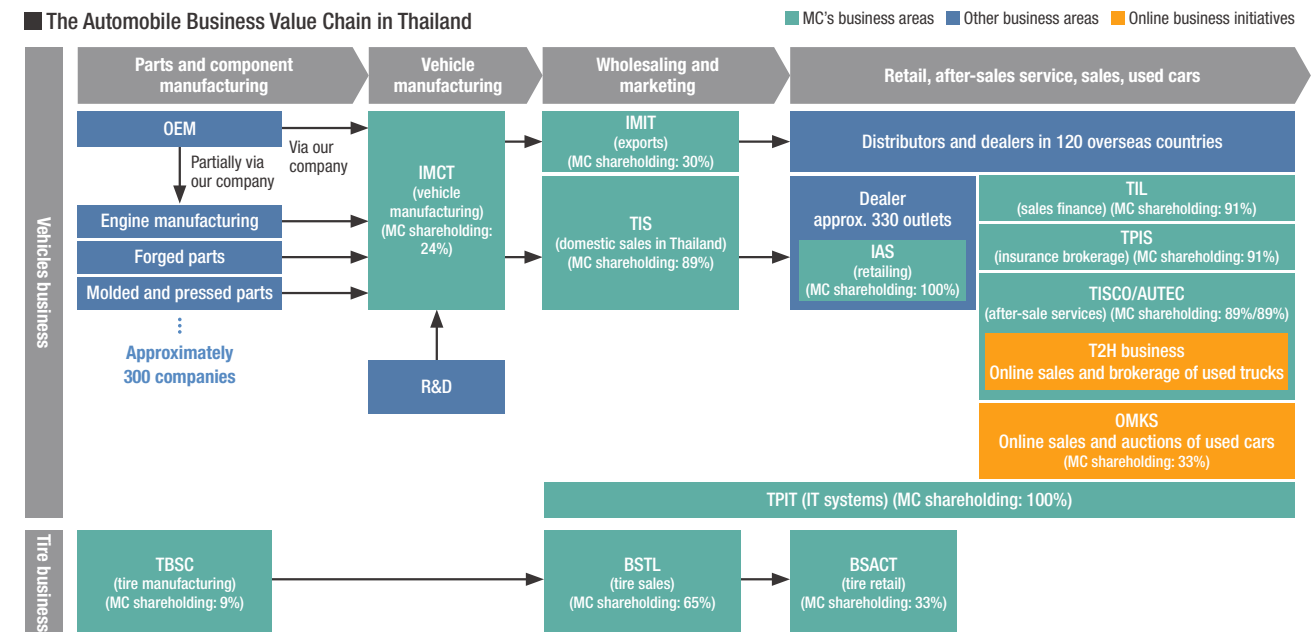 The Automobile Business Value Chain in Thailand
MC's business areas
Other business areas
Online business initiatives
Parts and component
manufacturing
Vehicle
manufacturing
Wholesaling and
marketing
Retail, after-sales service, sales, used cars
Vehicles business
OEM
Partially via
our company
Via our
company
Engine manufacturing
Forged parts
Molded and pressed parts
Approximately
300 companies
IMCT
(vehicle
manufacturing)
(MC shareholding:
24%)
R&D
IMIT
(exports)
(MC shareholding: 30%)
TIS
(domestic sales in Thailand)
(MC shareholding: 89%)
Distributors and dealers in 120 overseas countries
Dealer
approx. 330 outlets
IAS
(retailing)
(MC shareholding: 100%)
TIL
(sales finance) (MC shareholding: 91%)
TPIS
(insurance brokerage) (MC shareholding: 91%)
TISCO/AUTEC
(after-sale services) (MC shareholding: 89%/89%)
T2H business
Online sales and brokerage of used trucks
OMKS
Online sales and auctions of used cars
(MC shareholding: 33%)
TPIT (IT systems) (MC shareholding: 100%)
Tire business
TBSC
(tire manufacturing)
(MC shareholding: 9%)
BSTL
(tire sales)
(MC shareholding: 65%)
BSACT
(tire retail)
(MC shareholding: 33%)